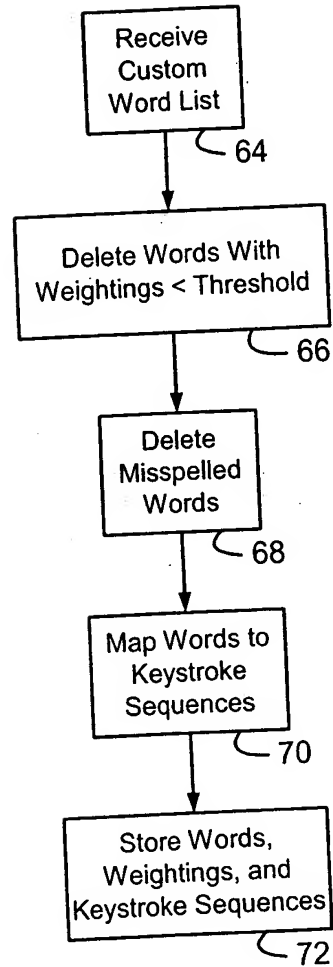 Receive
Custom
Word List
64
Delete Words With
Weightings < Threshold
66
Delete
Misspelled
Words
68
Map Words to
Keystroke
Sequences
70
Store Words,
Weightings, and
Keystroke Sequences
72